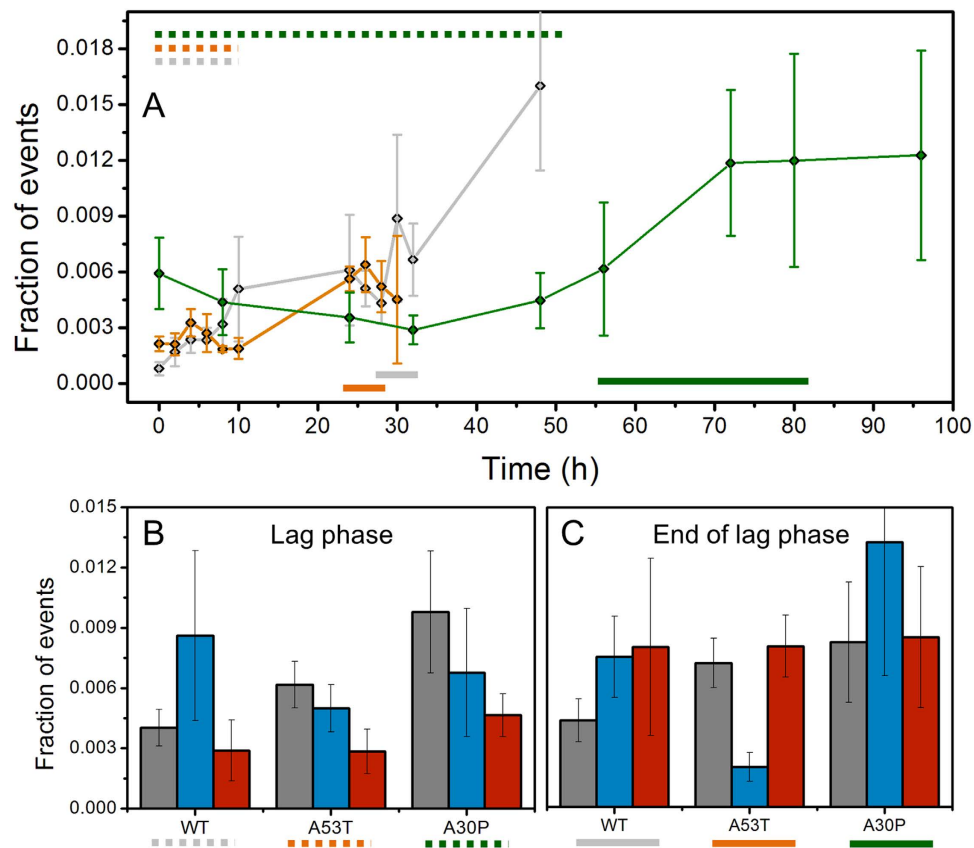 A
Fraction of events
0.018
0.015
0.012
0.009
0.006
0.003
0.000
0 10 20 30 40 50 60 70 80 90 100
Time (h)
B Lag phase
C End of lag phase
Fraction of events
0.015
0.012
0.009
0.006
0.003
0.000
WT A53T A30P
WT A53T A30P